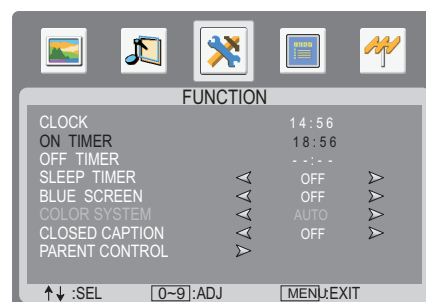 FUNCTION
CLOCK 14:56
ON TIMER 18:56
OFF TIMER --:--
SLEEP TIMER OFF
BLUE SCREEN OFF
COLOR SYSTEM AUTO
CLOSED CAPTION OFF
PARENT CONTROL
:SEL 0~9 :ADJ MENU:EXIT